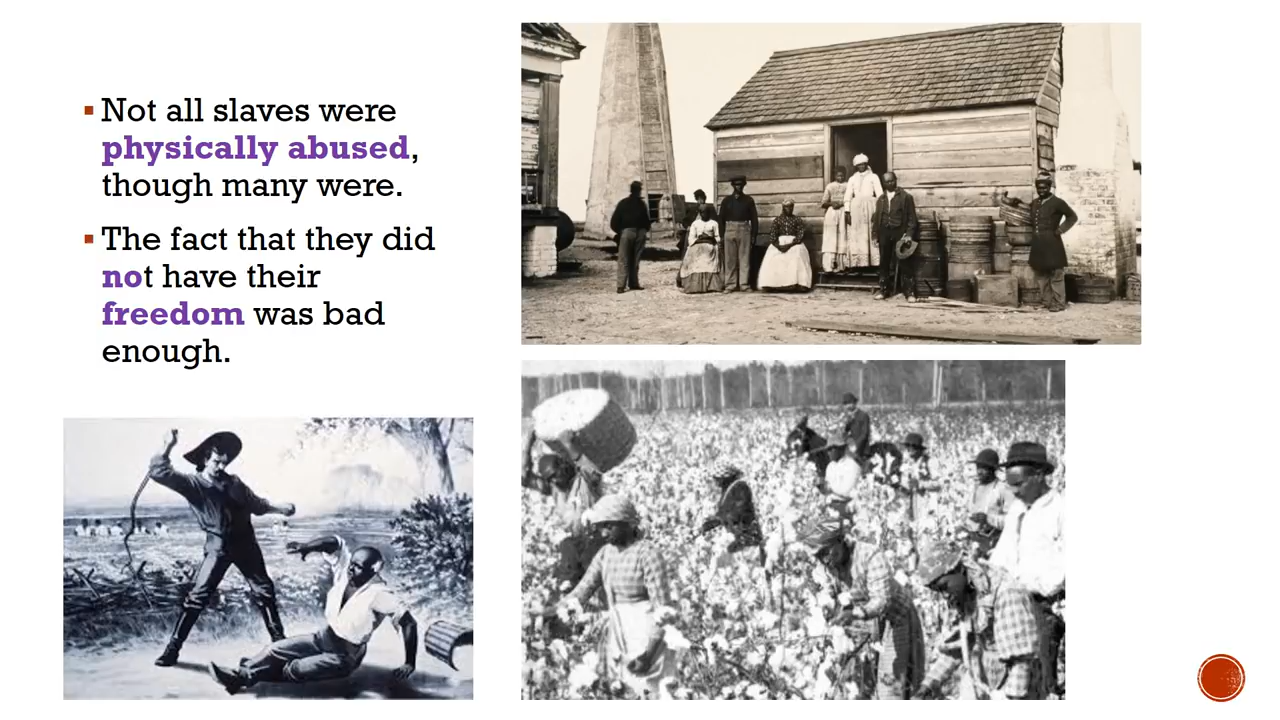 Not all slaves were
physically abused,
though many were.
The fact that they did
not have their
freedom was bad
enough.